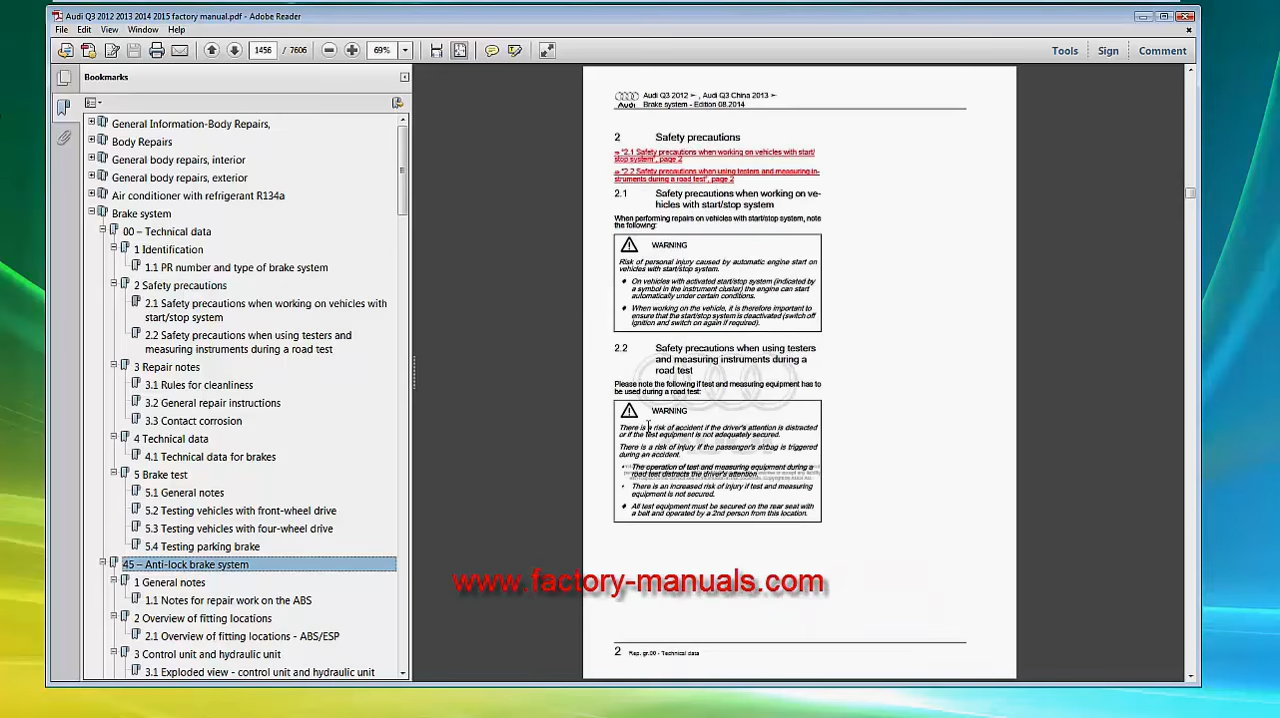 Audi Q3 2012 2013 2014 2015 factory manual.pdf - Adobe Reader
File Edit View Window Help
1456 / 7606 69% Tools Sign Comment
Bookmarks
General Information-Body Repairs,
Body Repairs
General body repairs, interior
General body repairs, exterior
Air conditioner with refrigerant R134a
Brake system
00 – Technical data
1 Identification
1.1 PR number and type of brake system
2 Safety precautions
2.1 Safety precautions when working on vehicles with
start/stop system
2.2 Safety precautions when using testers and
measuring instruments during a road test
3 Repair notes
3.1 Rules for cleanliness
3.2 General repair instructions
3.3 Contact corrosion
4 Technical data
4.1 Technical data for brakes
5 Brake test
5.1 General notes
5.2 Testing vehicles with front-wheel drive
5.3 Testing vehicles with four-wheel drive
5.4 Testing parking brake
45 – Anti-lock brake system
1 General notes
1.1 Notes for repair work on the ABS
2 Overview of fitting locations
2.1 Overview of fitting locations - ABS/ESP
3 Control unit and hydraulic unit
3.1 Exploded view - control unit and hydraulic unit
Audi Q3 2012 ➤ , Audi Q3 China 2013 ➤
Audi Brake system - Edition 08.2014
2 Safety precautions
⇒ "2.1 Safety precautions when working on vehicles with start/
stop system", page 2
⇒ "2.2 Safety precautions when using testers and measuring in-
struments during a road test", page 2
2.1 Safety precautions when working on ve-
hicles with start/stop system
When performing repairs on vehicles with start/stop system, note
the following:
WARNING
Risk of personal injury caused by automatic engine start on
vehicles with start/stop system.
♦ On vehicles with activated start/stop system (indicated by
a symbol in the instrument cluster) the engine can start
automatically under certain conditions.
♦ When working on the vehicle, it is therefore important to
ensure that the start/stop system is deactivated (switch off
ignition and switch on again if required).
2.2 Safety precautions when using testers
and measuring instruments during a
road test
Please note the following if test and measuring equipment has to
be used during a road test:
WARNING
There is a risk of accident if the driver's attention is distracted
or if the test equipment is not adequately secured.
There is a risk of injury if the passenger's airbag is triggered
during an accident.
• The operation of test and measuring equipment during a
road test distracts the driver's attention.
• There is an increased risk of injury if test and measuring
equipment is not secured.
♦ All test equipment must be secured on the rear seat with
a belt and operated by a 2nd person from this location.
www.factory-manuals.com
2 Rep. gr.00 - Technical data